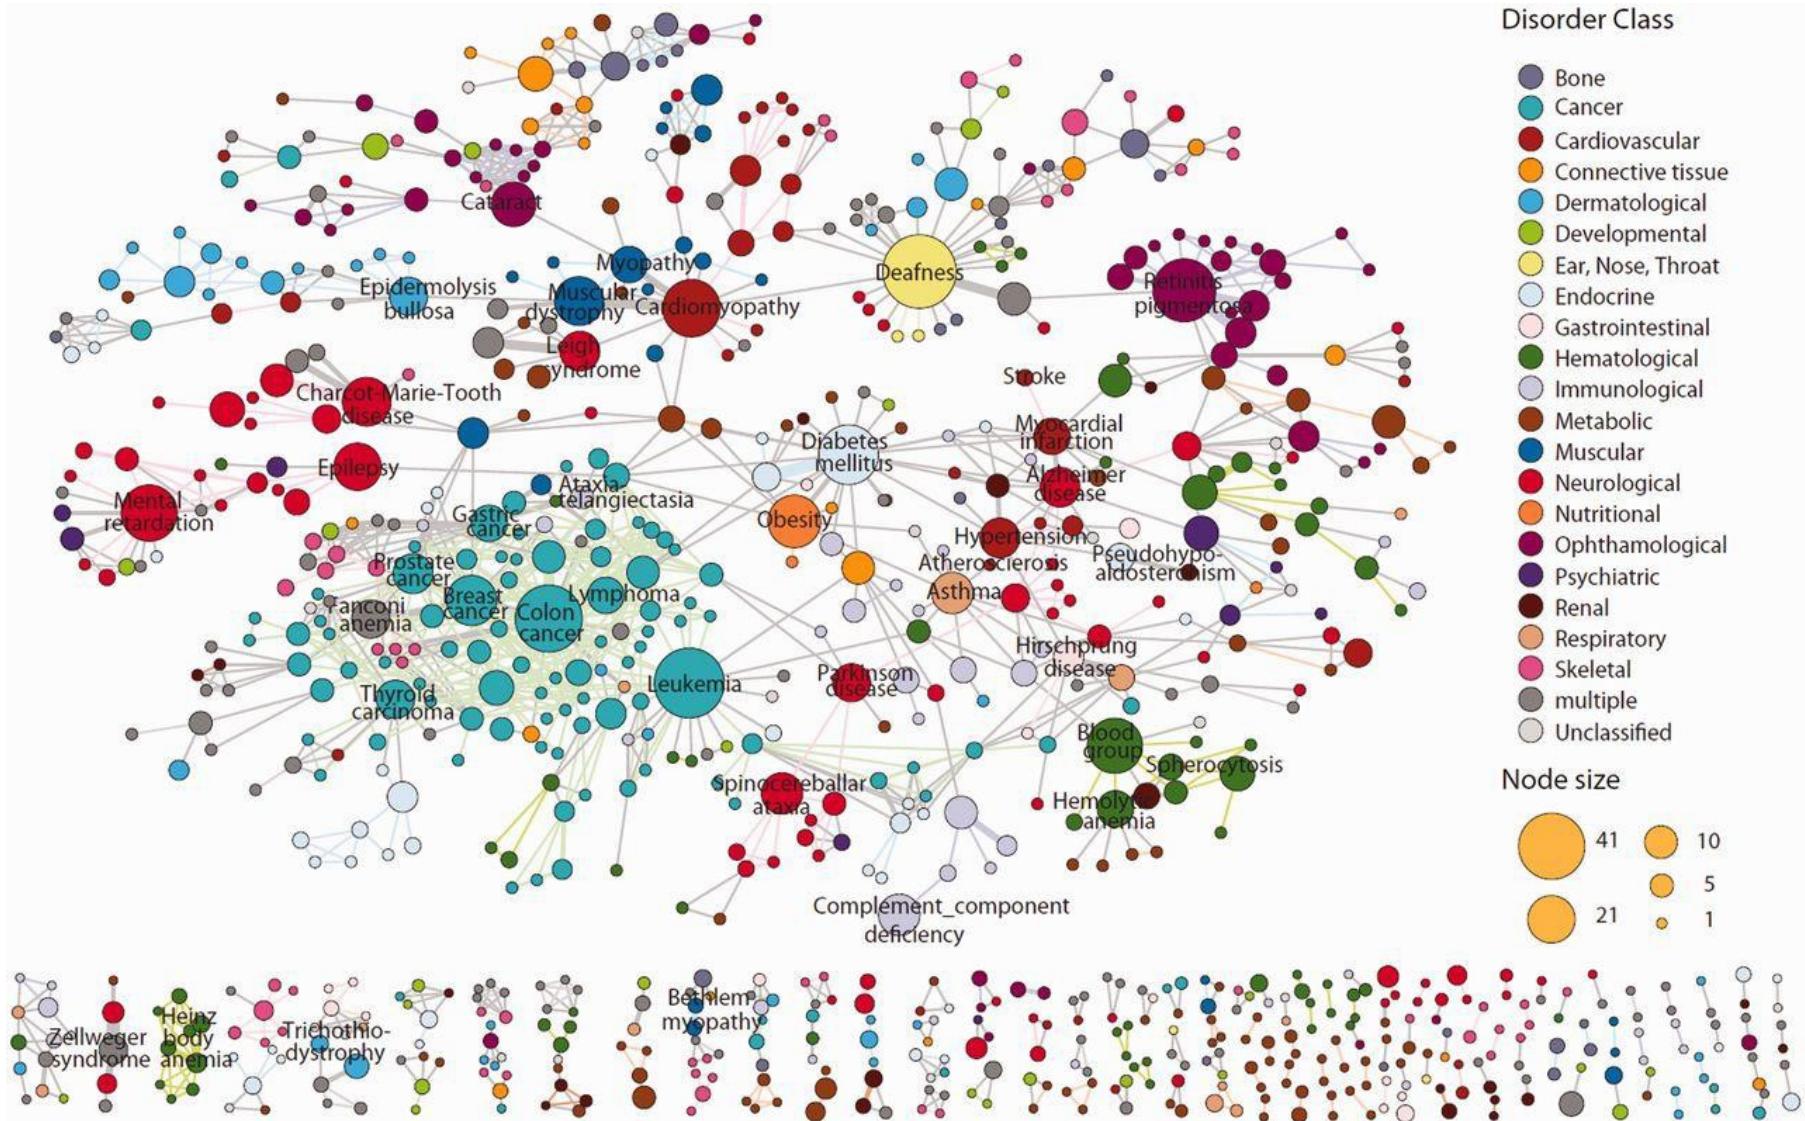 Disorder Class
Bone
Cancer
Cardiovascular
Connective tissue
Dermatological
Developmental
Ear, Nose, Throat
Endocrine
Gastrointestinal
Hematological
Immunological
Metabolic
Muscular
Neurological
Nutritional
Ophthamological
Psychiatric
Renal
Respiratory
Skeletal
multiple
Unclassified
Node size
41
10
5
21
1
Cataract
Myopathy
Deafness
Retinitis
pigmentosa
Epidermolysis
bullosa
Muscular
dystrophy
Cardiomyopathy
Leigh
syndrome
Charcot-Marie-Tooth
disease
Stroke
Myocardial
infarction
Diabetes
mellitus
Epilepsy
Alzheimer
disease
Mental
retardation
Ataxia-
telangiectasia
Gastric
cancer
Obesity
Hypertension
Pseudohypo-
aldosteronism
Prostate
cancer
Atherosclerosis
Asthma
Breast
cancer
Lymphoma
Fanconi
anemia
Colon
cancer
Hirschprung
disease
Leukemia
Parkinson
disease
Thyroid
carcinoma
Blood
group
Spherocytosis
Spinocereballar
ataxia
Hemolytic
anemia
Complement_component
deficiency
Zellweger
syndrome
Heinz
body
anemia
Trichothio-
dystrophy
Bethlem
myopathy